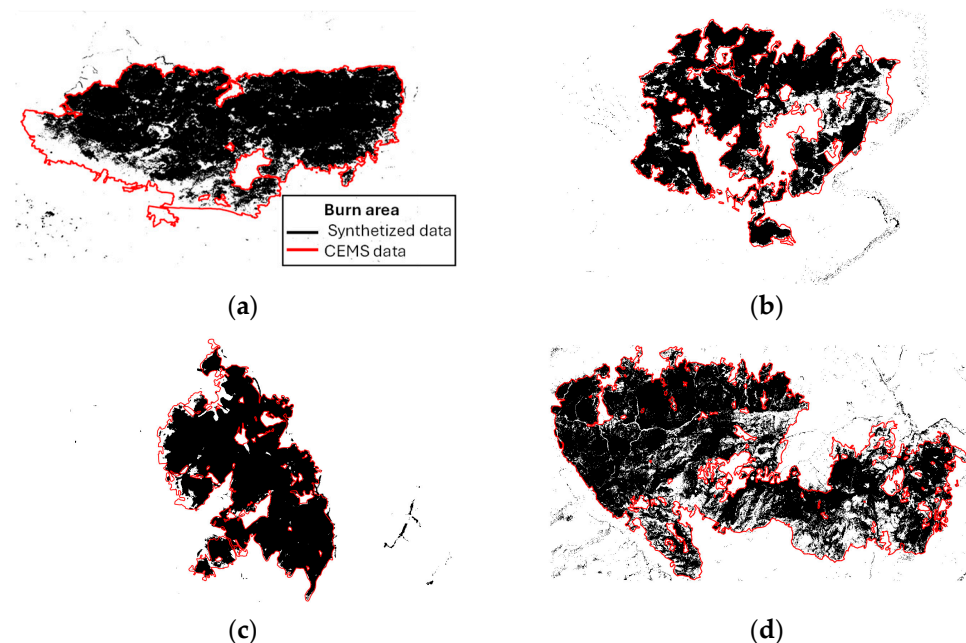 Burn area
Synthetized data
CEMS data
(a)
(b)
(c)
(d)